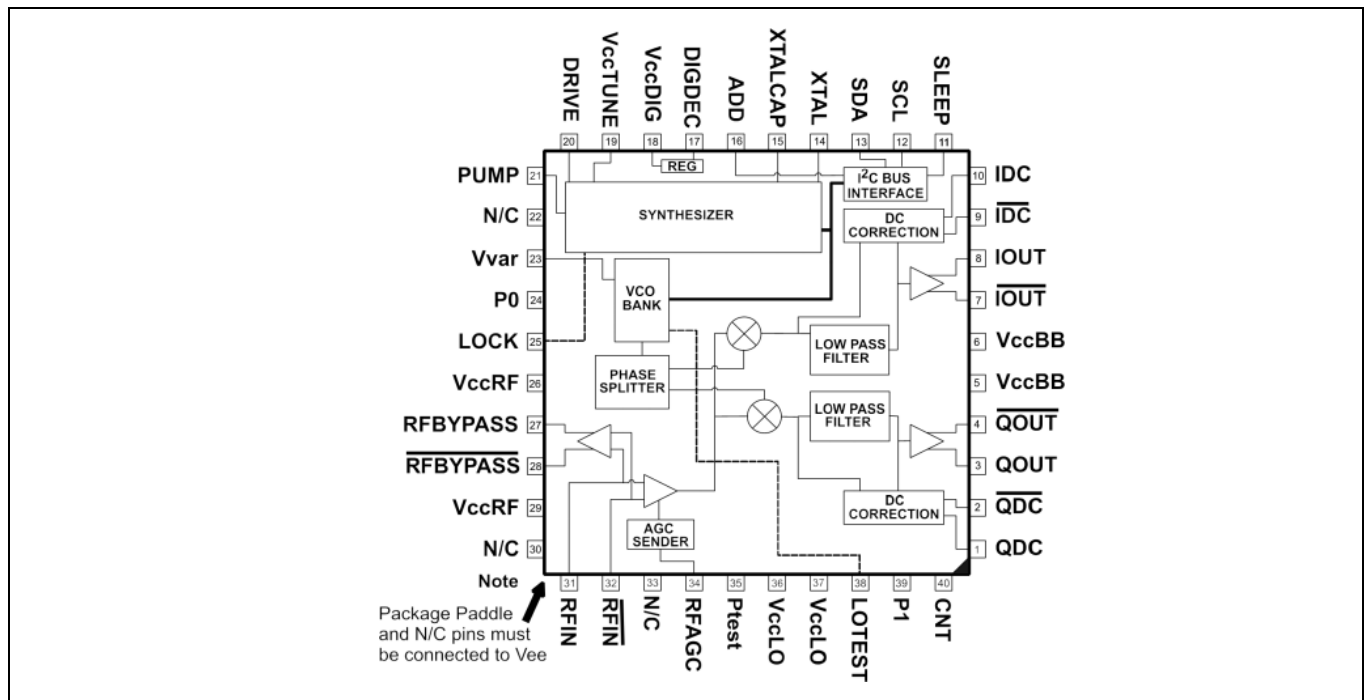 DRIVE
VccTUNE
VccDIG
DIGDEC
ADD
XTALCAP
XTAL
SDA
SCL
SLEEP
20
19
18
17
16
15
14
13
12
11
PUMP 21
N/C 22
Vvar 23
P0 24
LOCK 25
VccRF 26
RFBYPASS 27
RFBYPASS 28
VccRF 29
N/C 30
REG
SYNTHESIZER
I²C BUS
INTERFACE
DC
CORRECTION
VCO
BANK
LOW PASS
FILTER
PHASE
SPLITTER
LOW PASS
FILTER
DC
CORRECTION
AGC
SENDER
10 IDC
9 IDC
8 IOUT
7 IOUT
6 VccBB
5 VccBB
4 QOUT
3 QOUT
2 QDC
1 QDC
31
32
33
34
35
36
37
38
39
40
RFIN
RFIN
N/C
RFAGC
Ptest
VccLO
VccLO
LOTEST
P1
CNT
Note
Package Paddle
and N/C pins must
be connected to Vee